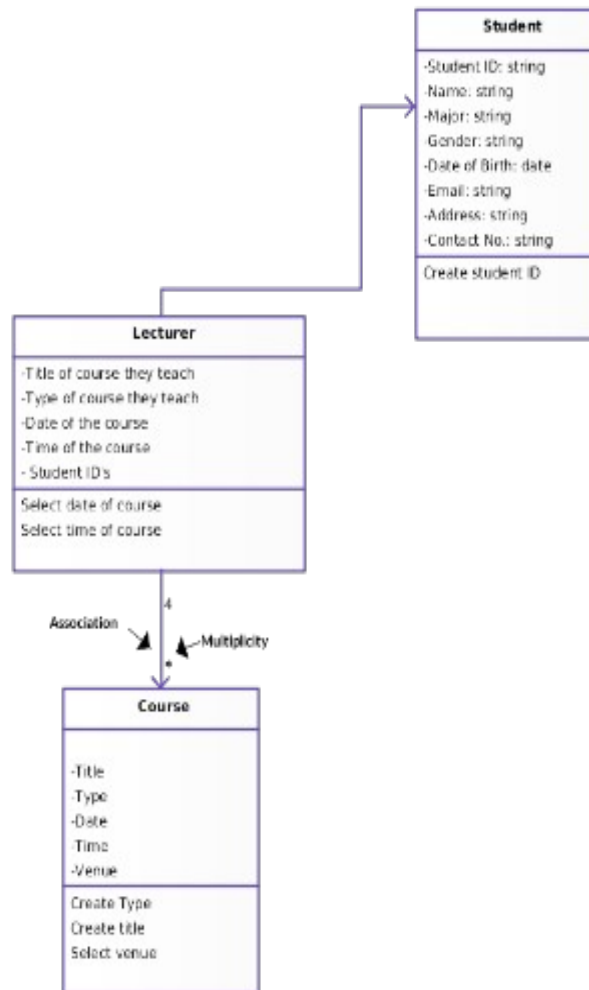 Student
-Student ID: string
-Name: string
-Major: string
-Gender: string
-Date of Birth: date
-Email: string
-Address: string
-Contact No.: string
Create student ID
Lecturer
-Title of course they teach
-Type of course they teach
-Date of the course
-Time of the course
- Student ID's
Select date of course
Select time of course
4
Association
Multiplicity
*
Course
-Title
-Type
-Date
-Time
-Venue
Create Type
Create title
Select venue